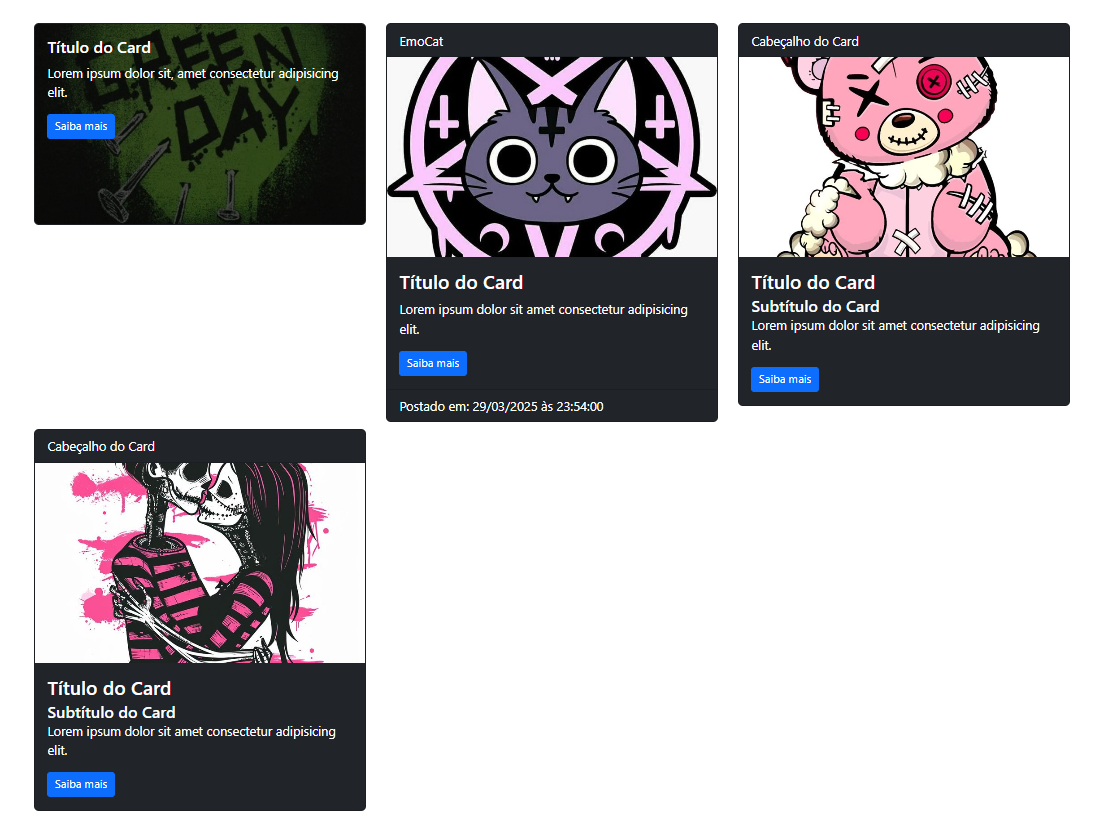 GREEN
DAY
Título do Card
Lorem ipsum dolor sit, amet consectetur adipisicing
elit.
Saiba mais
EmoCat
Título do Card
Lorem ipsum dolor sit amet consectetur adipisicing
elit.
Saiba mais
Postado em: 29/03/2025 às 23:54:00
Cabeçalho do Card
Título do Card
Subtítulo do Card
Lorem ipsum dolor sit amet consectetur adipisicing
elit.
Saiba mais
Cabeçalho do Card
Título do Card
Subtítulo do Card
Lorem ipsum dolor sit amet consectetur adipisicing
elit.
Saiba mais